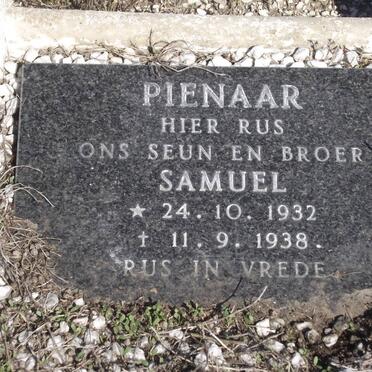 PIENAAR
HIER RUS
ONS SEUN EN BROER
SAMUEL
★ 24. 10. 1932
† 11. 9. 1938.
RUS IN VREDE